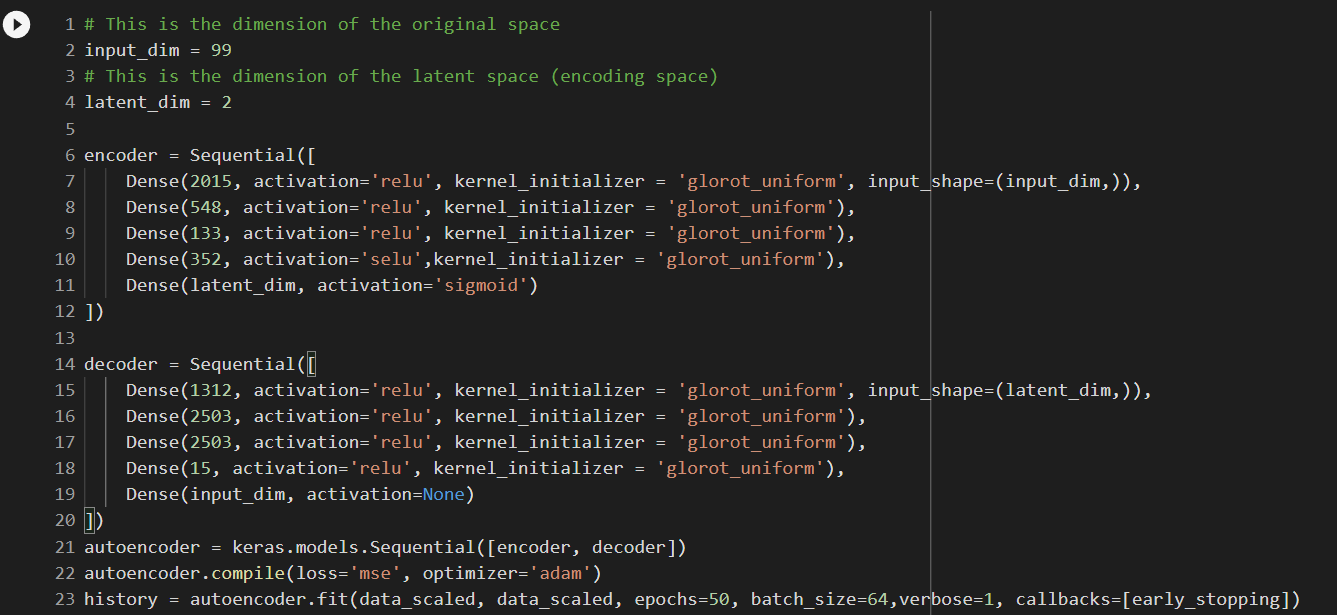 1 # This is the dimension of the original space
2 input_dim = 99
3 # This is the dimension of the latent space (encoding space)
4 latent_dim = 2
5
6 encoder = Sequential([
7     Dense(2015, activation='relu', kernel_initializer = 'glorot_uniform', input_shape=(input_dim,)),
8     Dense(548, activation='relu', kernel_initializer = 'glorot_uniform'),
9     Dense(133, activation='relu', kernel_initializer = 'glorot_uniform'),
10     Dense(352, activation='selu',kernel_initializer = 'glorot_uniform'),
11     Dense(latent_dim, activation='sigmoid')
12 ])
13
14 decoder = Sequential([
15     Dense(1312, activation='relu', kernel_initializer = 'glorot_uniform', input_shape=(latent_dim,)),
16     Dense(2503, activation='relu', kernel_initializer = 'glorot_uniform'),
17     Dense(2503, activation='relu', kernel_initializer = 'glorot_uniform'),
18     Dense(15, activation='relu', kernel_initializer = 'glorot_uniform'),
19     Dense(input_dim, activation=None)
20 ])
21 autoencoder = keras.models.Sequential([encoder, decoder])
22 autoencoder.compile(loss='mse', optimizer='adam')
23 history = autoencoder.fit(data_scaled, data_scaled, epochs=50, batch_size=64,verbose=1, callbacks=[early_stopping])